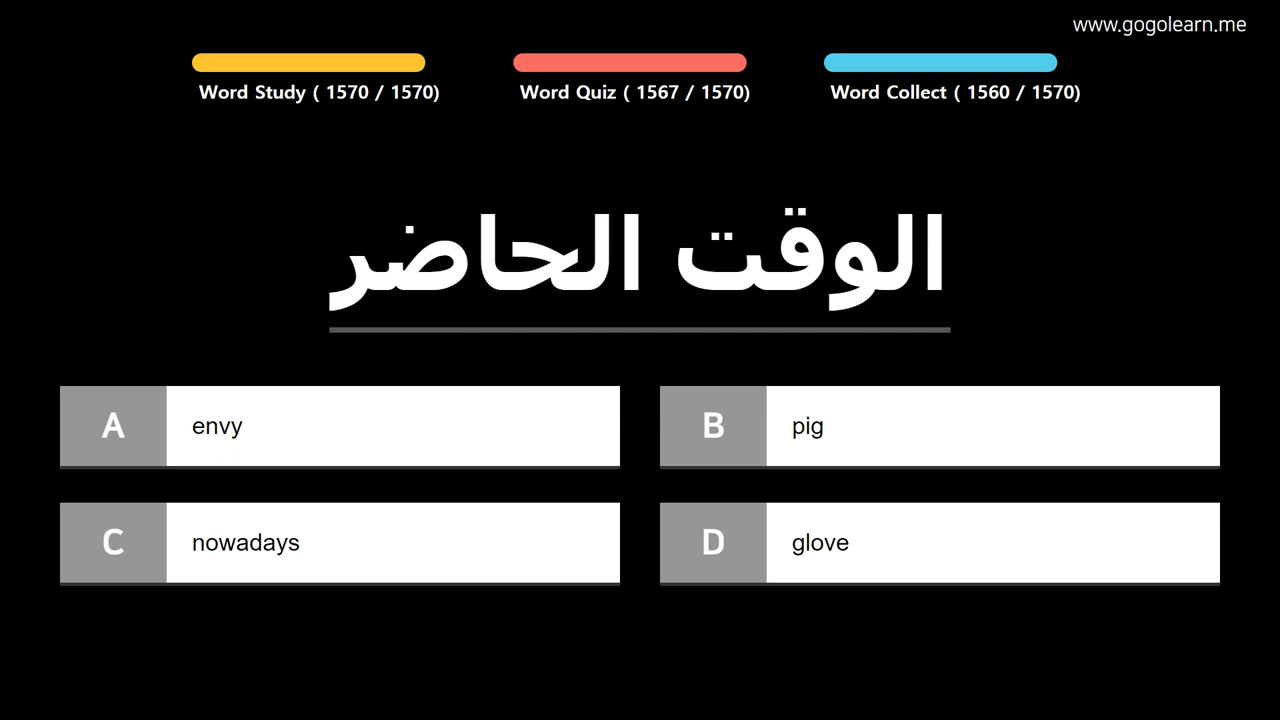 www.gogolearn.me
Word Study ( 1570 / 1570)
Word Quiz ( 1567 / 1570)
Word Collect ( 1560 / 1570)
الوقت الحاضر
A envy
B pig
C nowadays
D glove